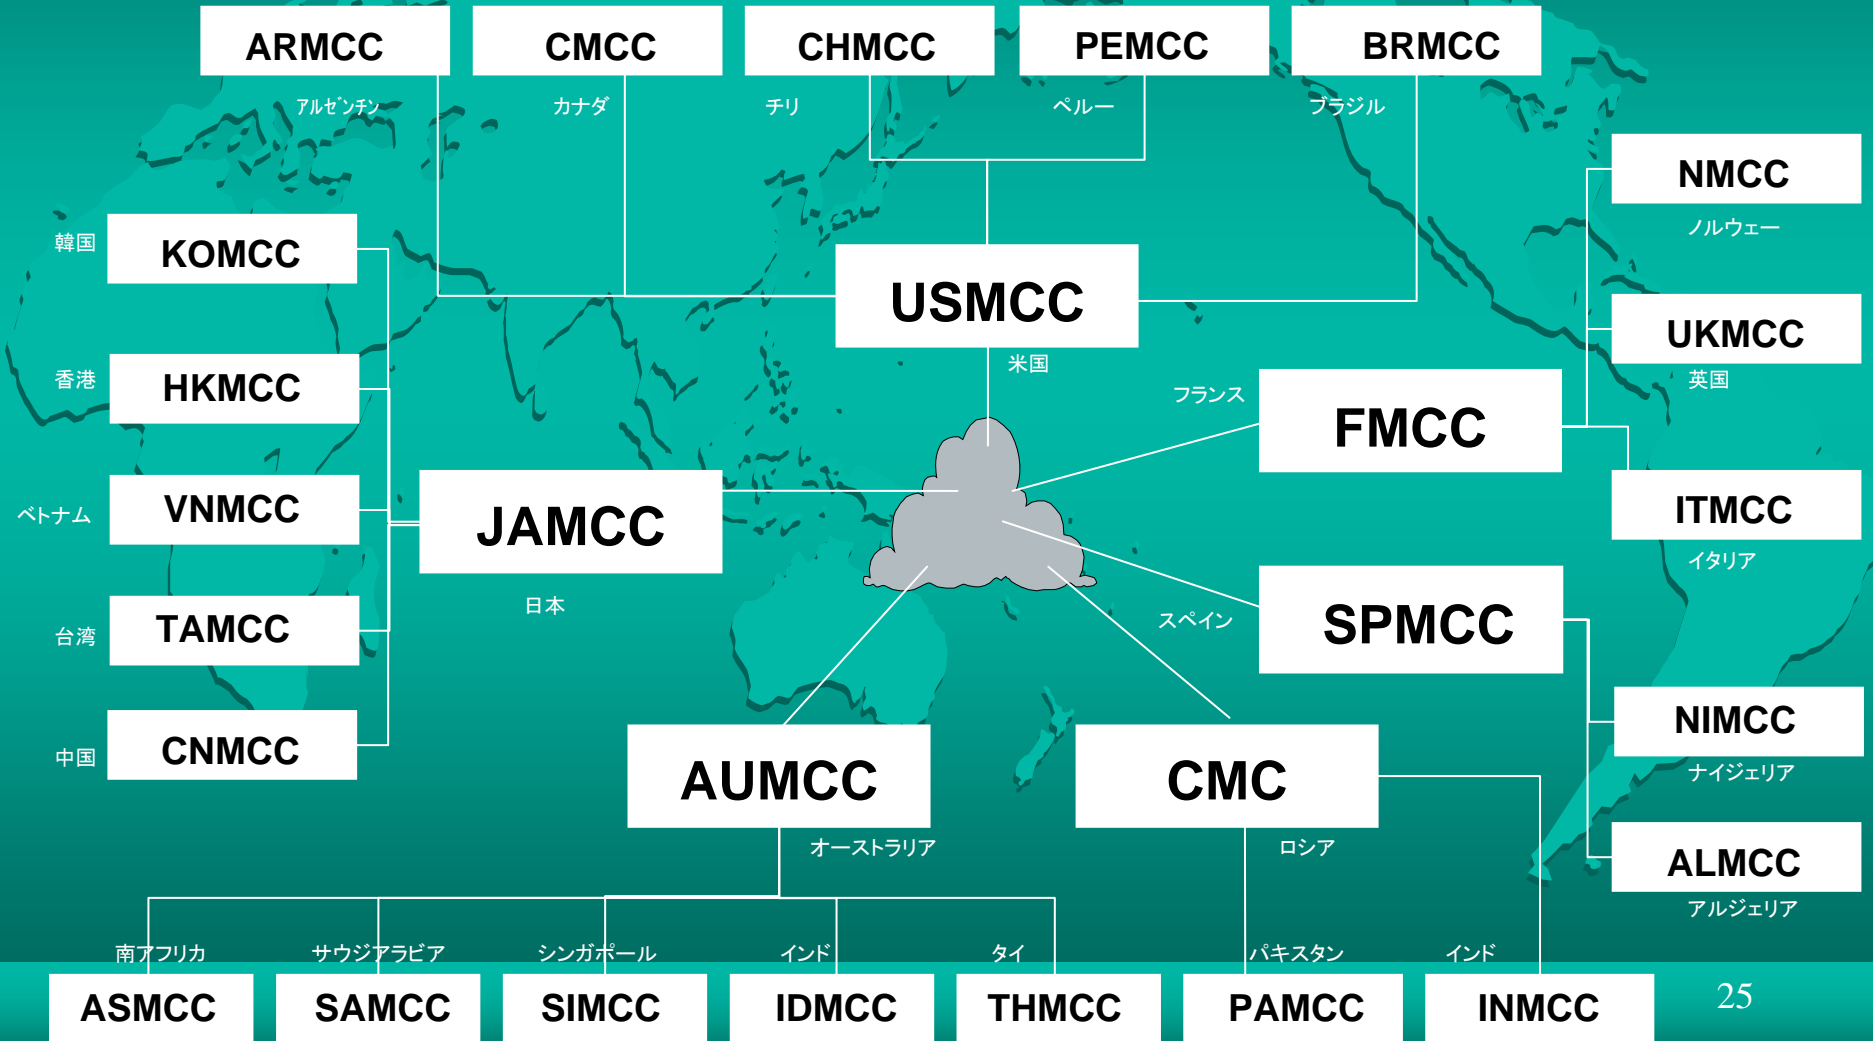 ARMCC
CMCC
CHMCC
PEMCC
BRMCC
アルゼンチン
カナダ
チリ
ペルー
ブラジル
NMCC
ノルウェー
韓国
KOMCC
USMCC
米国
UKMCC
英国
香港
HKMCC
フランス
FMCC
ベトナム
VNMCC
JAMCC
日本
ITMCC
イタリア
台湾
TAMCC
スペイン
SPMCC
中国
CNMCC
NIMCC
ナイジェリア
AUMCC
オーストラリア
CMC
ロシア
ALMCC
アルジェリア
南アフリカ
サウジアラビア
シンガポール
インド
タイ
パキスタン
インド
ASMCC
SAMCC
SIMCC
IDMCC
THMCC
PAMCC
INMCC
25